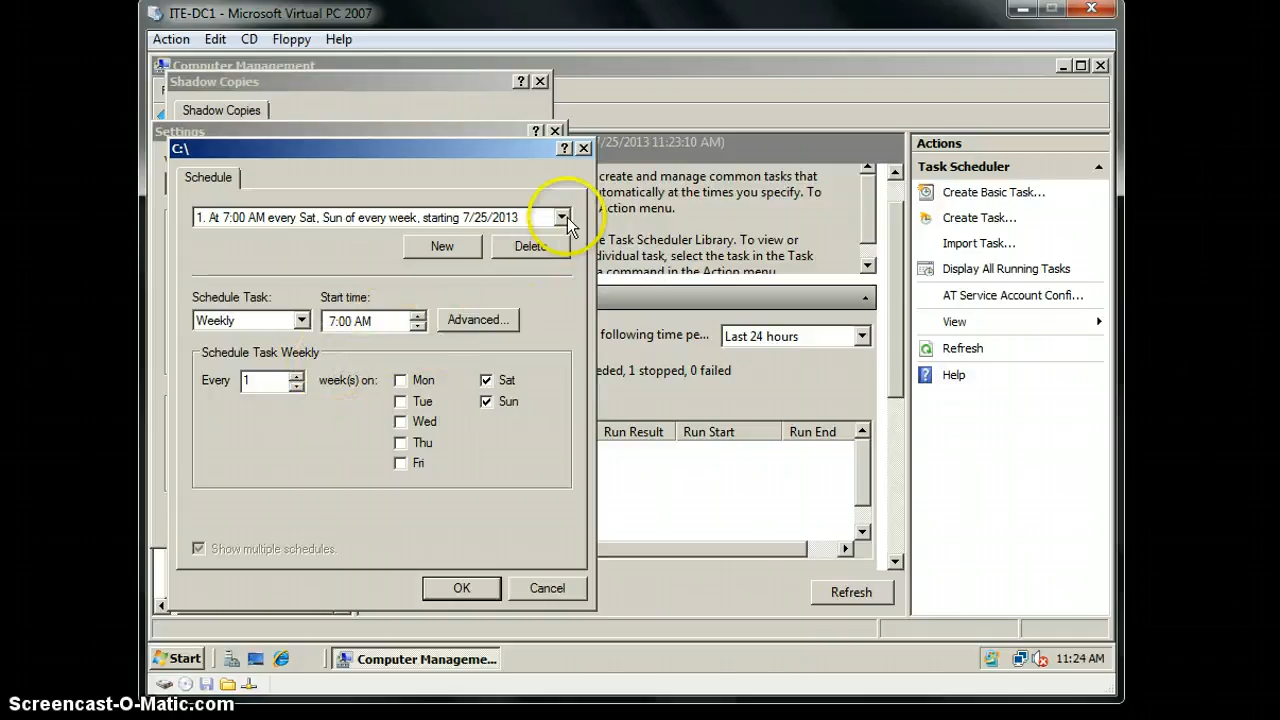 ITE-DC1 - Microsoft Virtual PC 2007
Action Edit CD Floppy Help
Computer Management
Shadow Copies
Shadow Copies
Settings
/25/2013 11:23:10 AM)
C:\
Schedule
1. At 7:00 AM every Sat, Sun of every week, starting 7/25/2013
New Delete
Schedule Task: Start time:
Weekly 7:00 AM Advanced...
Schedule Task Weekly
Every 1 week(s) on: Mon Sat
Tue Sun
Wed
Thu
Fri
Show multiple schedules.
OK Cancel
create and manage common tasks that
utomatically at the times you specify. To
Action menu.
e Task Scheduler Library. To view or
dividual task, select the task in the Task
a command in the Action menu.
following time pe... Last 24 hours
eded, 1 stopped, 0 failed
Run Result Run Start Run End
Refresh
Actions
Task Scheduler
Create Basic Task...
Create Task...
Import Task...
Display All Running Tasks
AT Service Account Confi...
View
Refresh
Help
Start Computer Manageme... 11:24 AM
Screencast-O-Matic.com